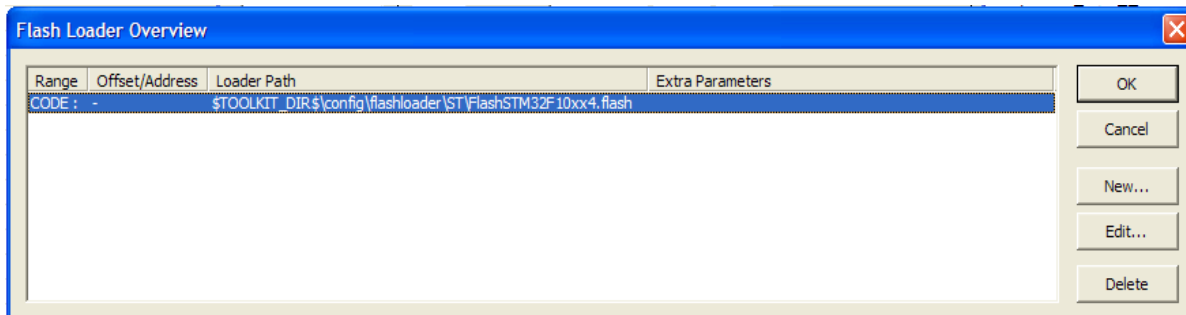 Flash Loader Overview
Range Offset/Address Loader Path Extra Parameters
CODE : - $TOOLKIT_DIR$\config\flashloader\ST\FlashSTM32F10xx4.flash
OK
Cancel
New...
Edit...
Delete